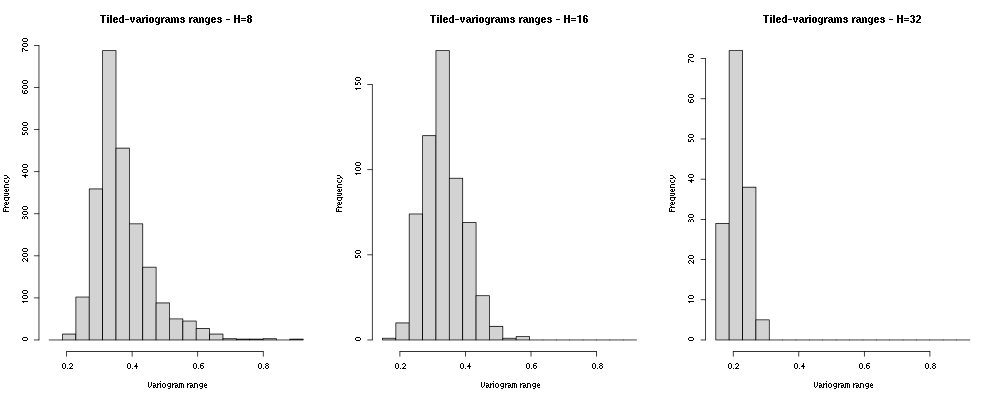 Tiled-variograms ranges - H=8
Frequency
700
600
500
400
300
200
100
0
0.2 0.4 0.6 0.8
Variogram range
Tiled-variograms ranges - H=16
Frequency
150
100
50
0
0.2 0.4 0.6 0.8
Variogram range
Tiled-variograms ranges - H=32
Frequency
70
60
50
40
30
20
10
0
0.2 0.4 0.6 0.8
Variogram range